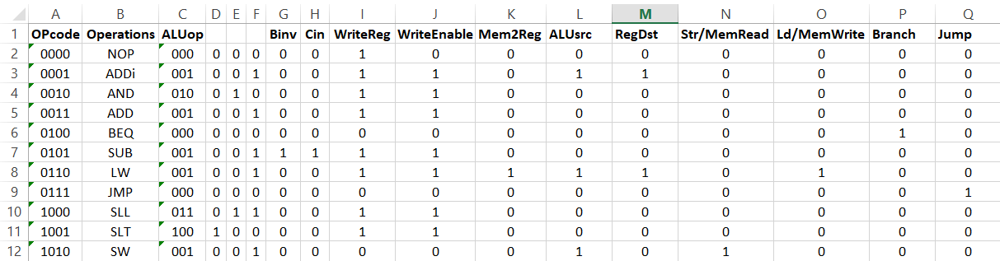 A B C D E F G H I J K L M N O P Q
1 OPcode Operations ALUop Binv Cin WriteReg WriteEnable Mem2Reg ALUsrc RegDst Str/MemRead Ld/MemWrite Branch Jump
2 0000 NOP 000 0 0 0 0 0 1 0 0 0 0 0 0 0 0
3 0001 ADDi 001 0 0 1 0 0 1 1 0 1 1 0 0 0 0
4 0010 AND 010 0 1 0 0 0 1 1 0 0 0 0 0 0 0
5 0011 ADD 001 0 0 1 0 0 1 1 0 0 0 0 0 0 0
6 0100 BEQ 000 0 0 0 0 0 0 0 0 0 0 0 0 1 0
7 0101 SUB 001 0 0 1 1 1 1 1 0 0 0 0 0 0 0
8 0110 LW 001 0 0 1 0 0 1 1 1 1 1 0 1 0 0
9 0111 JMP 000 0 0 0 0 0 0 0 0 0 0 0 0 0 1
10 1000 SLL 011 0 1 1 0 0 1 1 0 0 0 0 0 0 0
11 1001 SLT 100 1 0 0 0 0 1 1 0 0 0 0 0 0 0
12 1010 SW 001 0 0 1 0 0 0 0 0 1 0 1 0 0 0